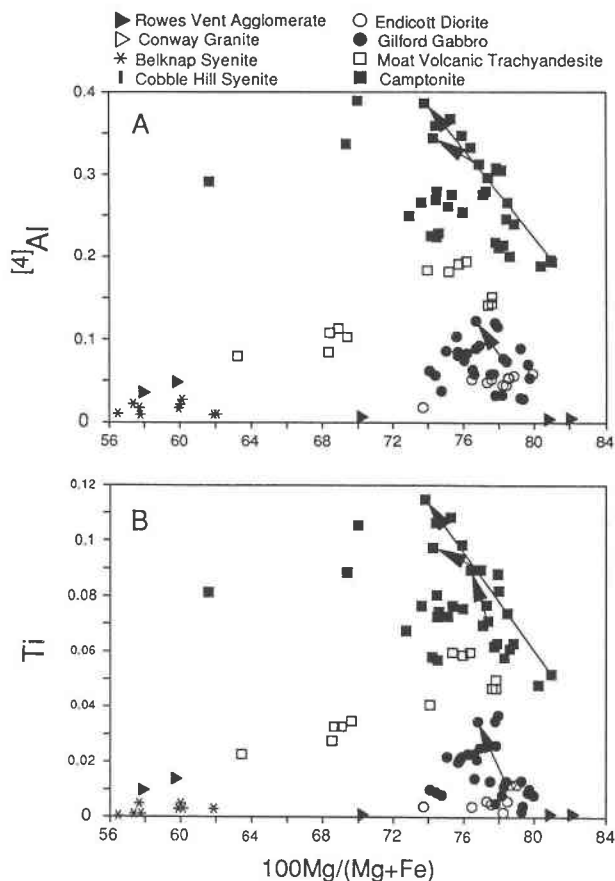 Rowes Vent Agglomerate
Conway Granite
Belknap Syenite
Cobble Hill Syenite
Endicott Diorite
Gilford Gabbro
Moat Volcanic Trachyandesite
Camptonite
A
0.4
0.3
0.2
0.1
0
[4]Al
56 60 64 68 72 76 80 84
B
0.12
0.1
0.08
0.06
0.04
0.02
0
Ti
56 60 64 68 72 76 80 84
100Mg/(Mg+Fe)